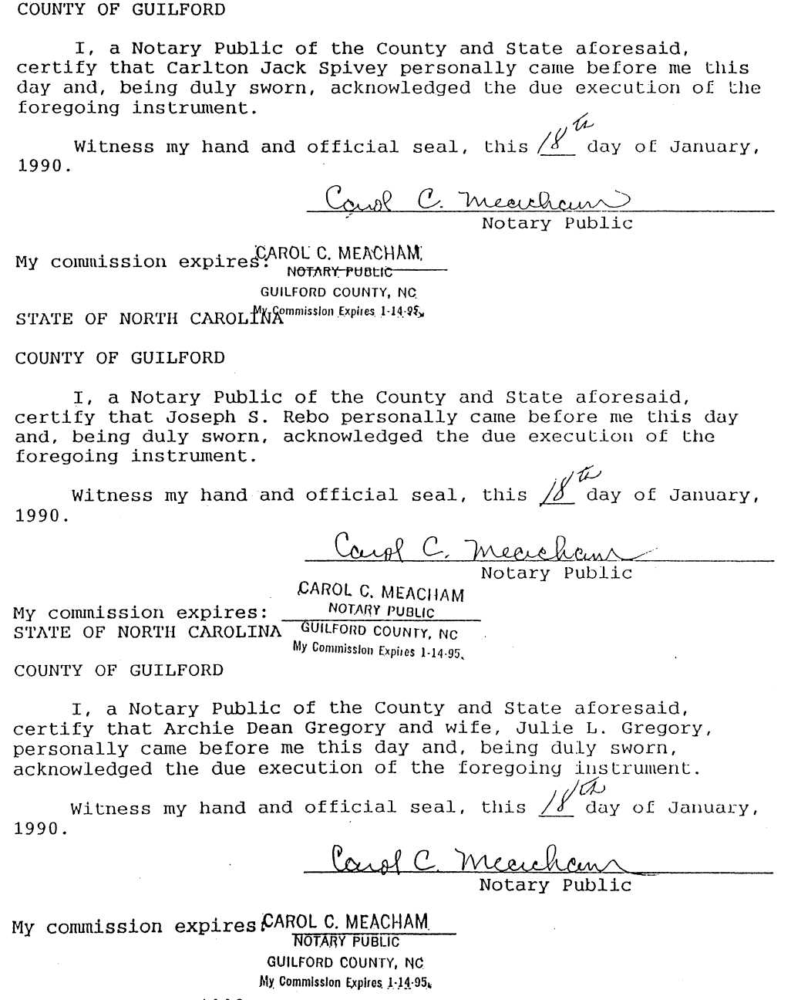 COUNTY OF GUILFORD
I, a Notary Public of the County and State aforesaid,
certify that Carlton Jack Spivey personally came before me this
day and, being duly sworn, acknowledged the due execution of the
foregoing instrument.
Witness my hand and official seal, this 18th day of January,
1990.
Carol C. Meacham
Notary Public
My commission expires:
CAROL C. MEACHAM
NOTARY PUBLIC
GUILFORD COUNTY, NC
My Commission Expires 1-14-95
STATE OF NORTH CAROLINA
COUNTY OF GUILFORD
I, a Notary Public of the County and State aforesaid,
certify that Joseph S. Rebo personally came before me this day
and, being duly sworn, acknowledged the due execution of the
foregoing instrument.
Witness my hand and official seal, this 18th day of January,
1990.
Carol C. Meacham
Notary Public
CAROL C. MEACHAM
My commission expires: NOTARY PUBLIC
STATE OF NORTH CAROLINA GUILFORD COUNTY, NC
My Commission Expires 1-14-95
COUNTY OF GUILFORD
I, a Notary Public of the County and State aforesaid,
certify that Archie Dean Gregory and wife, Julie L. Gregory,
personally came before me this day and, being duly sworn,
acknowledged the due execution of the foregoing instrument.
Witness my hand and official seal, this 18th day of January,
1990.
Carol C. Meacham
Notary Public
My commission expires: CAROL C. MEACHAM
NOTARY PUBLIC
GUILFORD COUNTY, NC
My Commission Expires 1-14-95